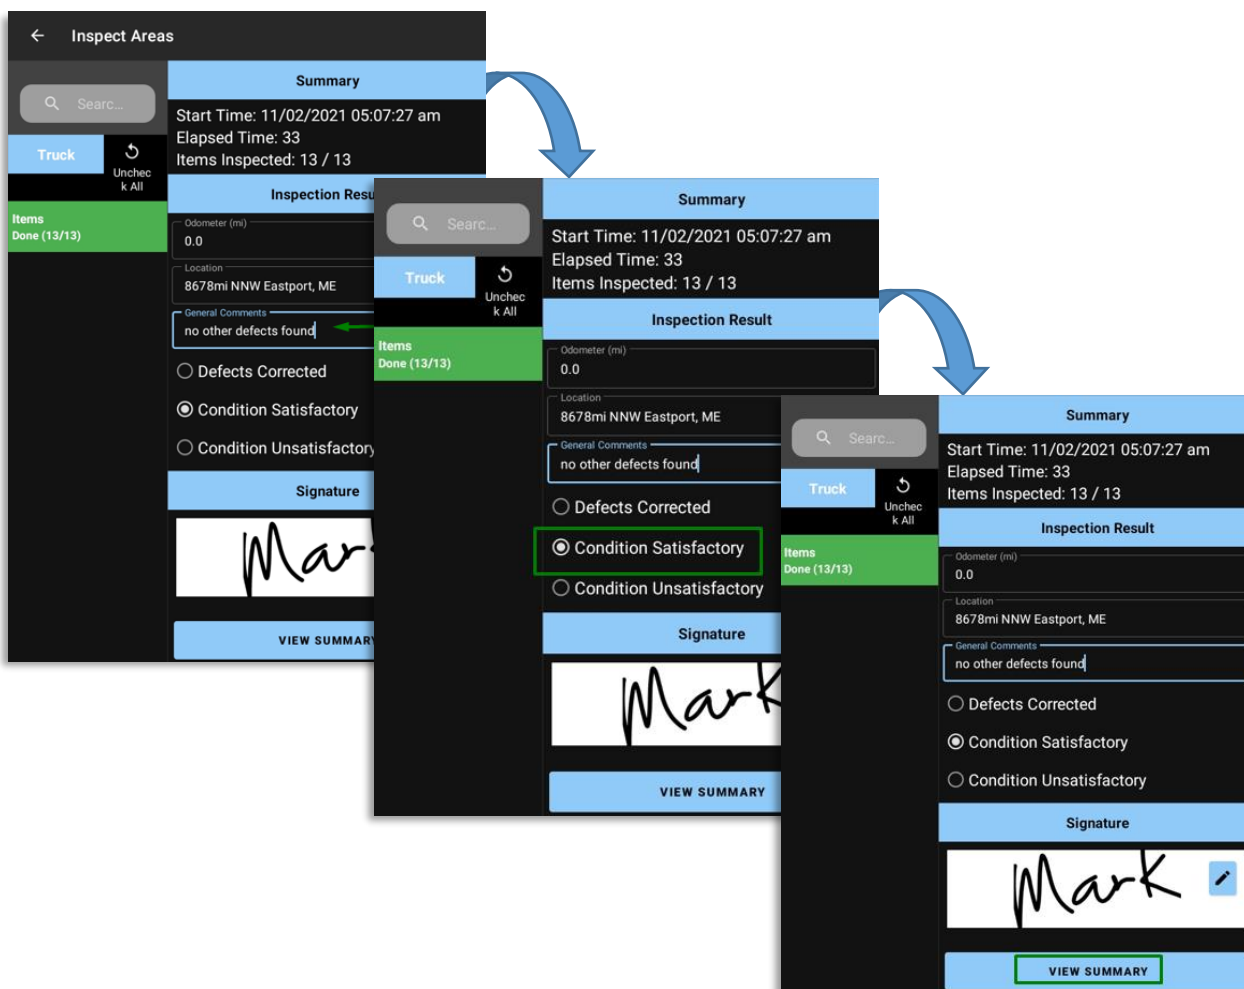 Inspect Areas
Searc...
Truck
Unchec
k All
Items
Done (13/13)
Summary
Start Time: 11/02/2021 05:07:27 am
Elapsed Time: 33
Items Inspected: 13 / 13
Inspection Resu
Odometer (mi)
0.0
Location
8678mi NNW Eastport, ME
General Comments
no other defects found
Defects Corrected
Condition Satisfactory
Condition Unsatisfactory
Signature
Mark
VIEW SUMMARY
Searc...
Truck
Unchec
k All
Items
Done (13/13)
Summary
Start Time: 11/02/2021 05:07:27 am
Elapsed Time: 33
Items Inspected: 13 / 13
Inspection Result
Odometer (mi)
0.0
Location
8678mi NNW Eastport, ME
General Comments
no other defects found
Defects Corrected
Condition Satisfactory
Condition Unsatisfactory
Signature
Mark
VIEW SUMMARY
Searc...
Truck
Unchec
k All
Items
Done (13/13)
Summary
Start Time: 11/02/2021 05:07:27 am
Elapsed Time: 33
Items Inspected: 13 / 13
Inspection Result
Odometer (mi)
0.0
Location
8678mi NNW Eastport, ME
General Comments
no other defects found
Defects Corrected
Condition Satisfactory
Condition Unsatisfactory
Signature
Mark
VIEW SUMMARY